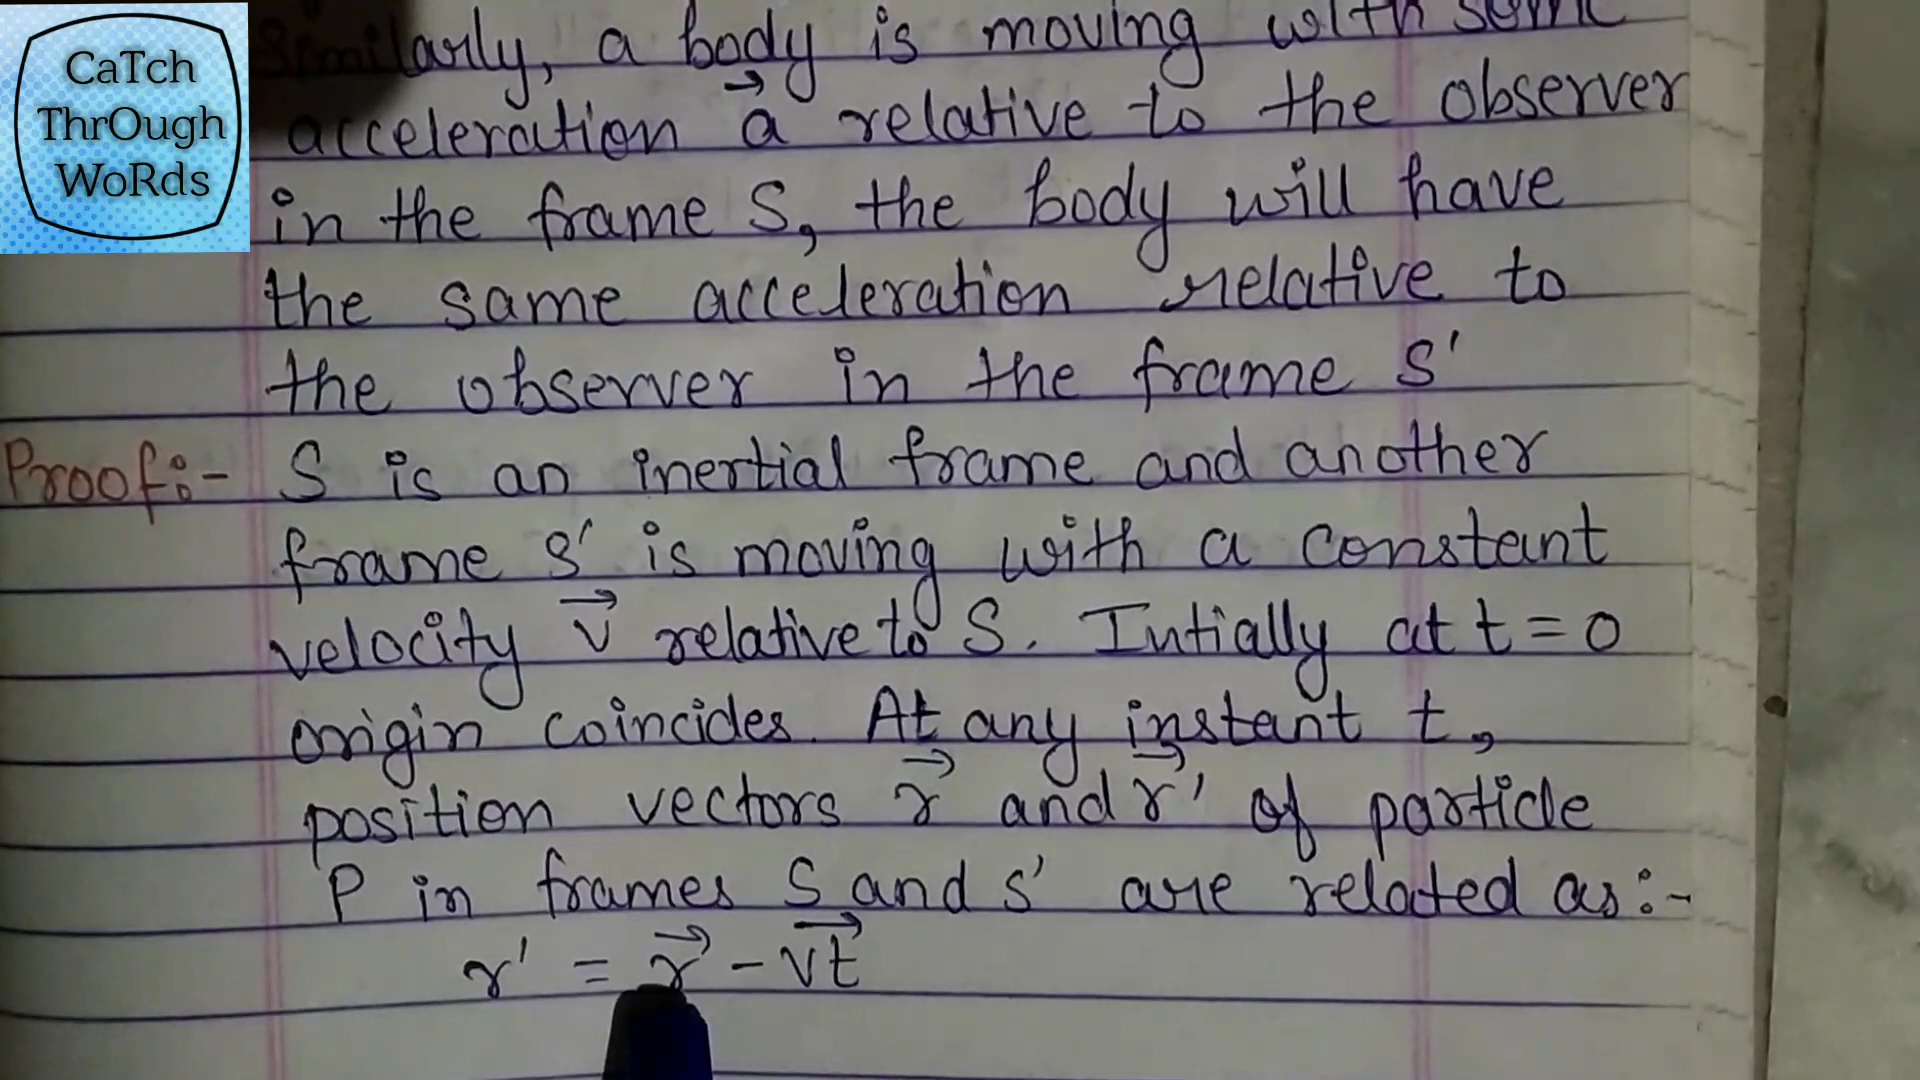 CaTch
ThrOugh
WoRds
Similarly, a body is moving with some
acceleration a⃗ relative to the observer
in the frame S, the body will have
the same acceleration relative to
the observer in the frame S'
Proof:- S is an inertial frame and another
frame S' is moving with a constant
velocity v⃗ relative to S. Intially at t=0
origin coincides. At any instant t,
position vectors r⃗ and r⃗' of particle
P in frames S and S' are related as:-
r' = r⃗ - v⃗t